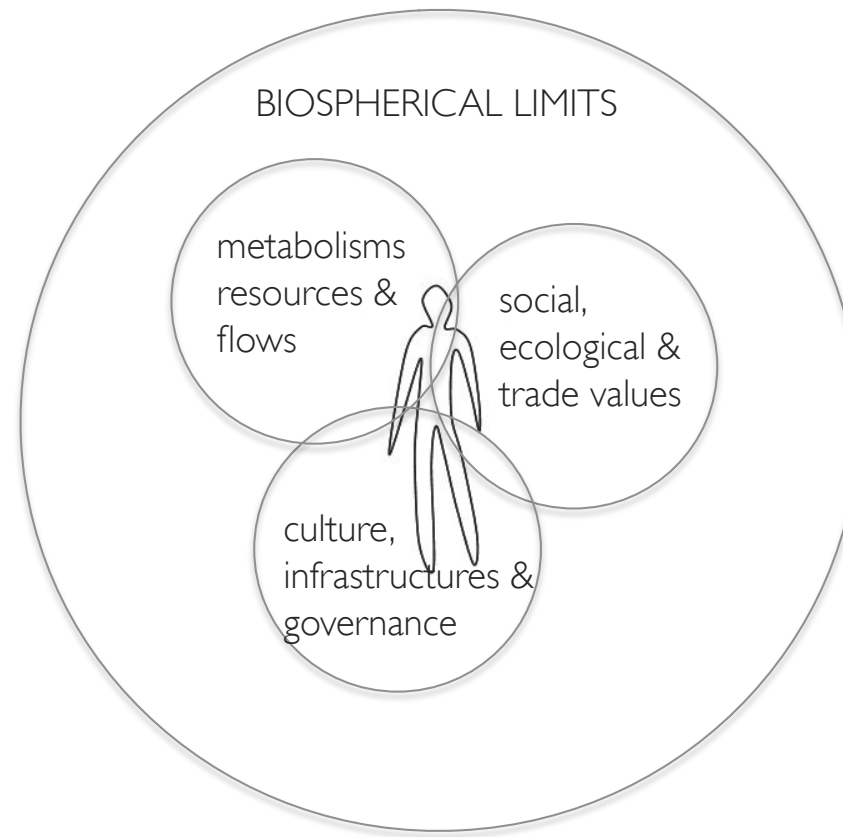 BIOSPHERICAL LIMITS
metabolisms
resources &
flows
social,
ecological &
trade values
culture,
infrastructures &
governance